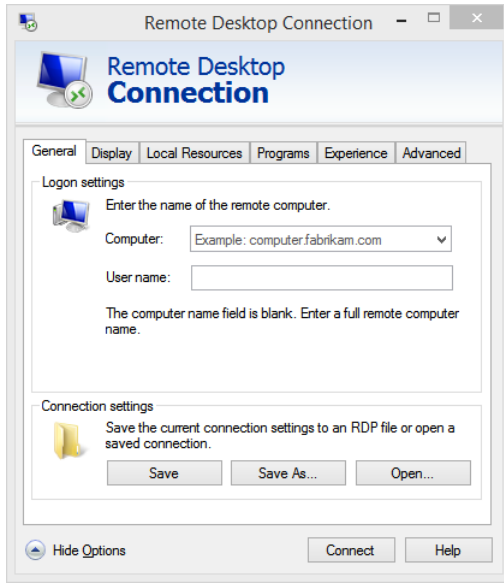 Remote Desktop Connection
Remote Desktop
Connection
General Display Local Resources Programs Experience Advanced
Logon settings
Enter the name of the remote computer.
Computer: Example: computer.fabrikam.com
User name:
The computer name field is blank. Enter a full remote computer
name.
Connection settings
Save the current connection settings to an RDP file or open a
saved connection.
Save Save As... Open...
Hide Options Connect Help